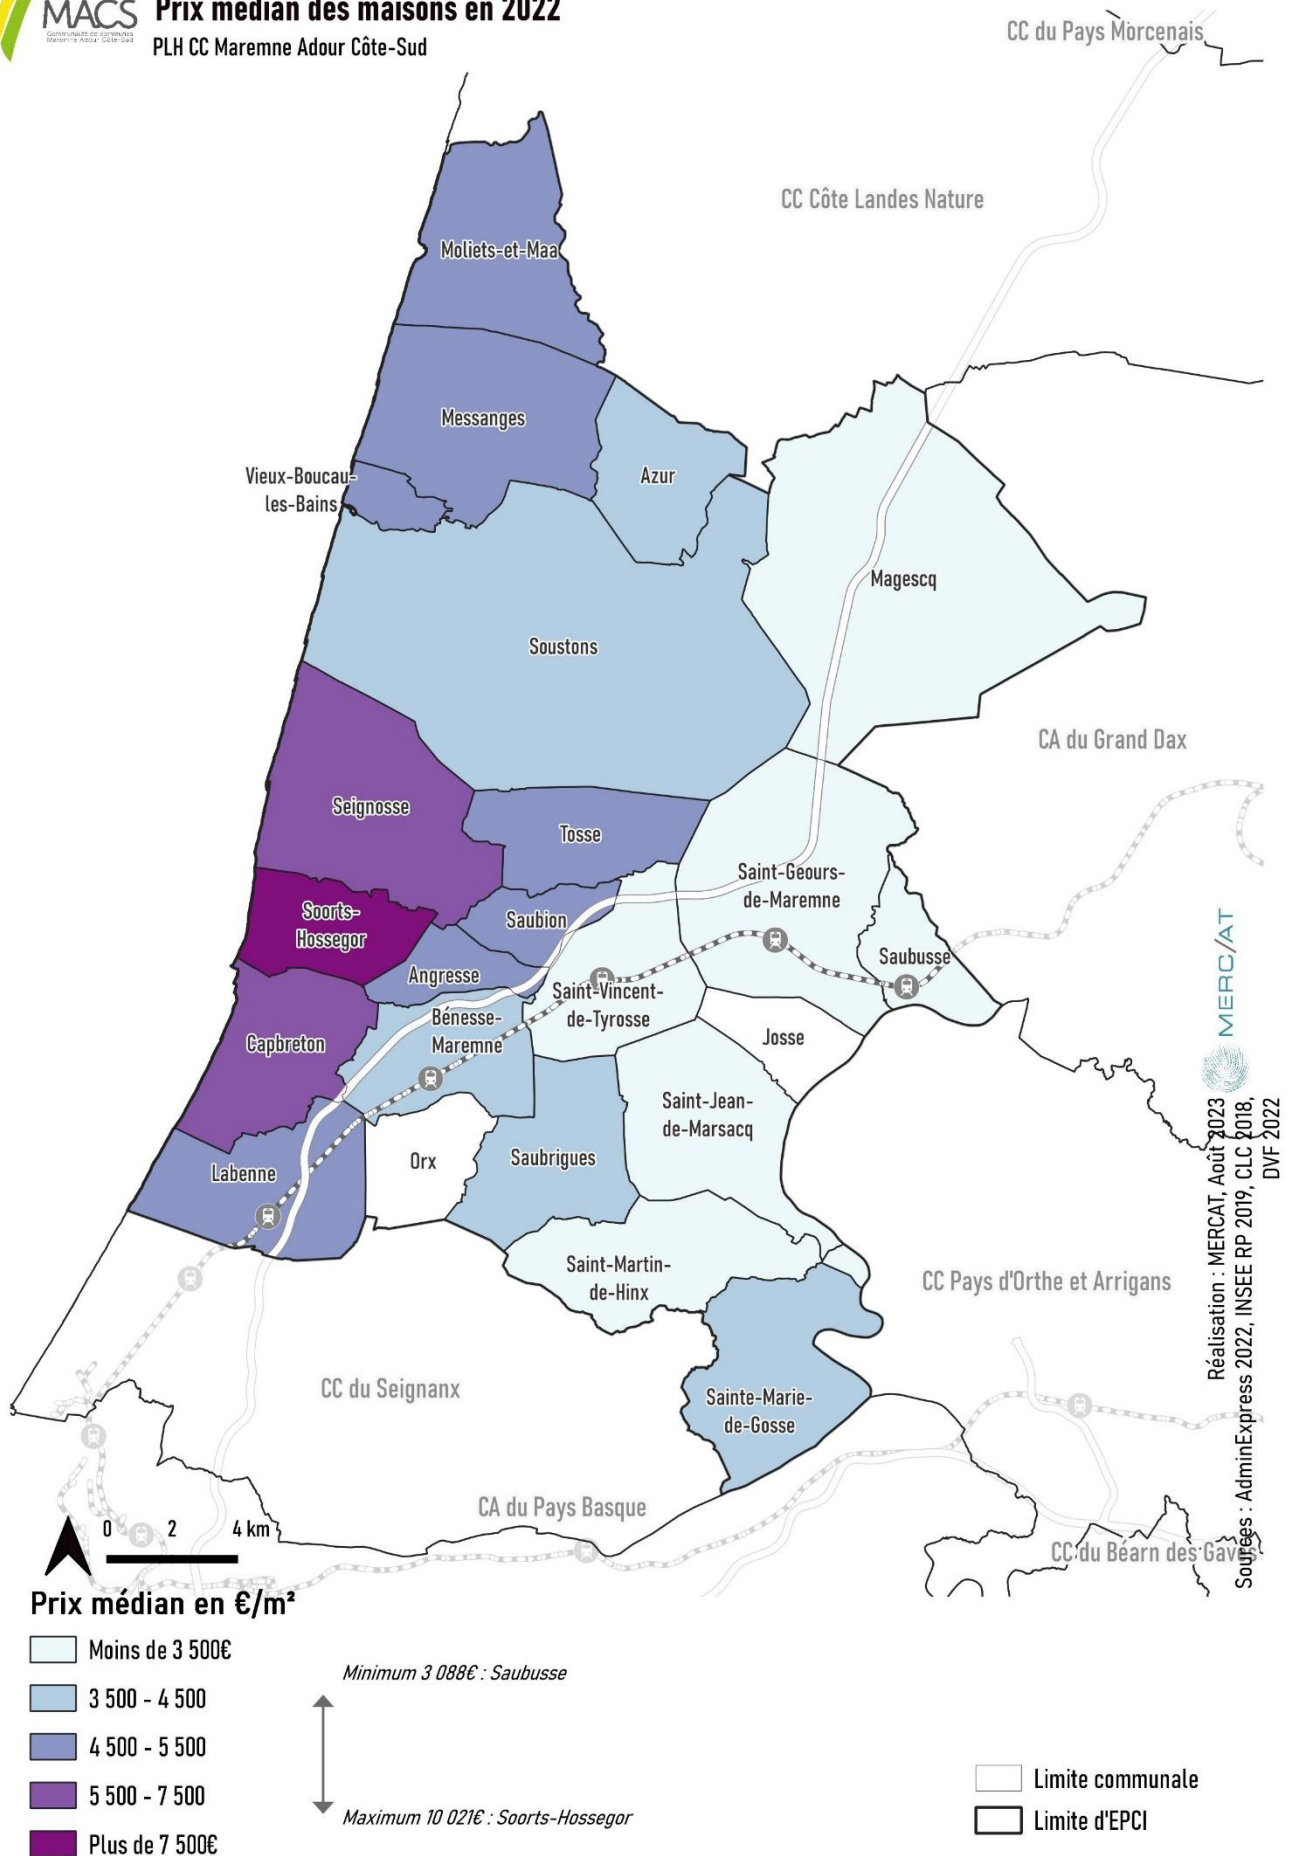 MACS
Communauté de communes
Maremne Adour Côte-Sud
Prix médian des maisons en 2022
PLH CC Maremne Adour Côte-Sud
CC du Pays Morcenais
CC Côte Landes Nature
Moliets-et-Maa
Messanges
Vieux-Boucau-
les-Bains
Azur
Magescq
Soustons
CA du Grand Dax
Seignosse
Tosse
Saint-Geours-
de-Maremne
Soorts-
Hossegor
Saubion
Saubusse
Angresse
Saint-Vincent-
de-Tyrosse
Bénesse-
Maremne
Josse
Capbreton
Saint-Jean-
de-Marsacq
Orx
Saubrigues
Labenne
Saint-Martin-
de-Hinx
CC Pays d'Orthe et Arrigans
CC du Seignanx
Sainte-Marie-
de-Gosse
CA du Pays Basque
CC du Béarn des Gaves
MERC/AT
Réalisation : MERCAT, Août 2023
Sources : AdminExpress 2022, INSEE RP 2019, CLC 2018,
DVF 2022
0 2 4 km
Prix médian en €/m²
Moins de 3 500€
3 500 - 4 500
4 500 - 5 500
5 500 - 7 500
Plus de 7 500€
Minimum 3 088€ : Saubusse
Maximum 10 021€ : Soorts-Hossegor
Limite communale
Limite d'EPCI